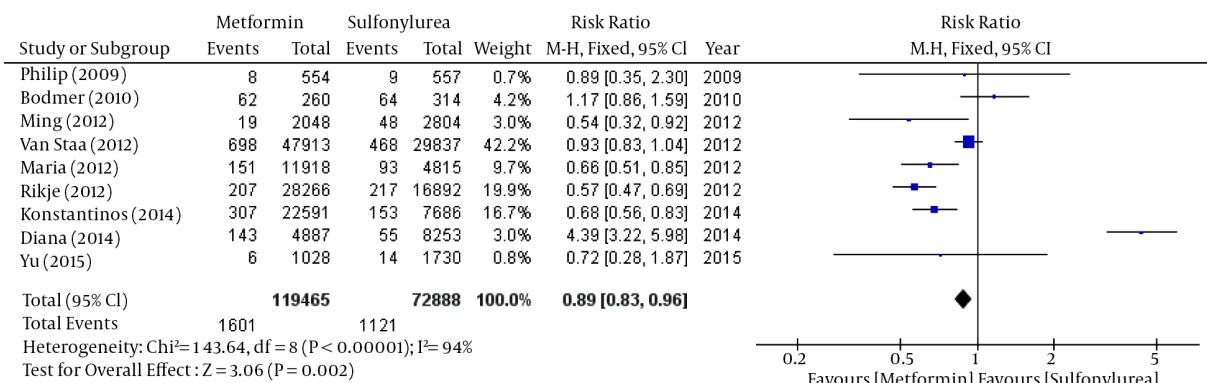 Metformin Sulfonylurea Risk Ratio Risk Ratio
Study or Subgroup Events Total Events Total Weight M-H, Fixed, 95% Cl Year M.H, Fixed, 95% CI
Philip (2009) 8 554 9 557 0.7% 0.89 [0.35, 2.30] 2009
Bodmer (2010) 62 260 64 314 4.2% 1.17 [0.86, 1.59] 2010
Ming (2012) 19 2048 48 2804 3.0% 0.54 [0.32, 0.92] 2012
Van Staa (2012) 698 47913 468 29837 42.2% 0.93 [0.83, 1.04] 2012
Maria (2012) 151 11918 93 4815 9.7% 0.66 [0.51, 0.85] 2012
Rikje (2012) 207 28266 217 16892 19.9% 0.57 [0.47, 0.69] 2012
Konstantinos (2014) 307 22591 153 7686 16.7% 0.68 [0.56, 0.83] 2014
Diana (2014) 143 4887 55 8253 3.0% 4.39 [3.22, 5.98] 2014
Yu (2015) 6 1028 14 1730 0.8% 0.72 [0.28, 1.87] 2015
Total (95% Cl) 119465 72888 100.0% 0.89 [0.83, 0.96]
Total Events 1601 1121
Heterogeneity: Chi²= 143.64, df = 8 (P < 0.00001); I²= 94%
Test for Overall Effect : Z = 3.06 (P = 0.002)
0.2 0.5 1 2 5
Favours [Metformin] Favours [Sulfonylurea]